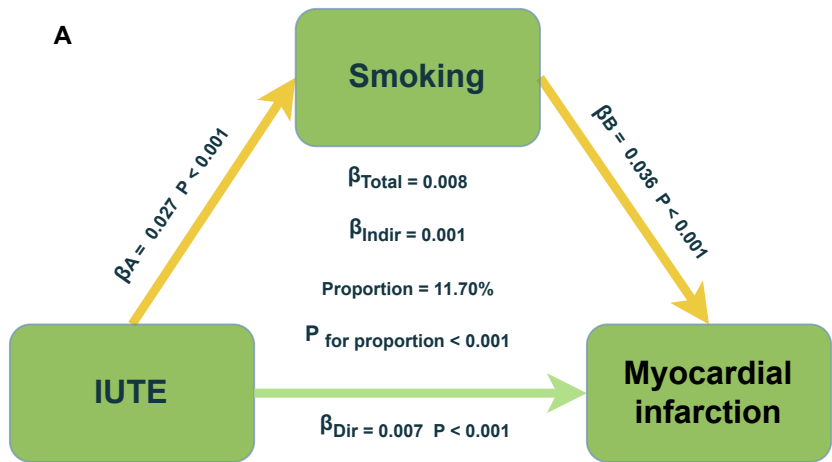 A
Smoking
βA = 0.027 P < 0.001
βB = 0.036 P < 0.001
βTotal = 0.008
βIndir = 0.001
Proportion = 11.70%
P for proportion < 0.001
IUTE
Myocardial
infarction
βDir = 0.007 P < 0.001